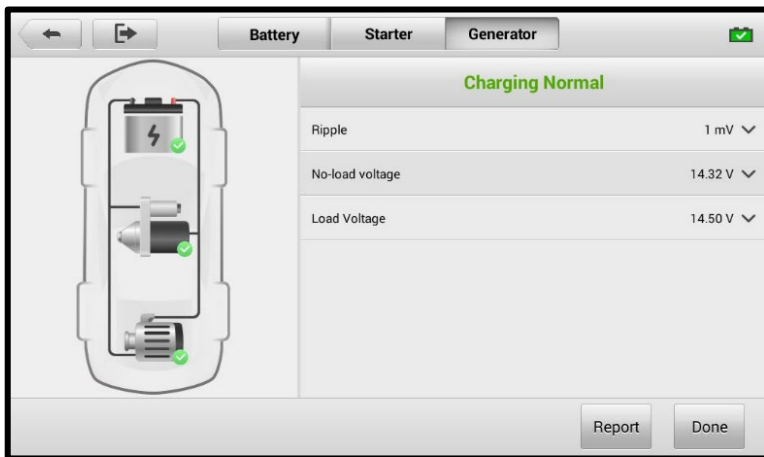 Battery Starter Generator
Charging Normal
Ripple 1 mV
No-load voltage 14.32 V
Load Voltage 14.50 V
Report Done